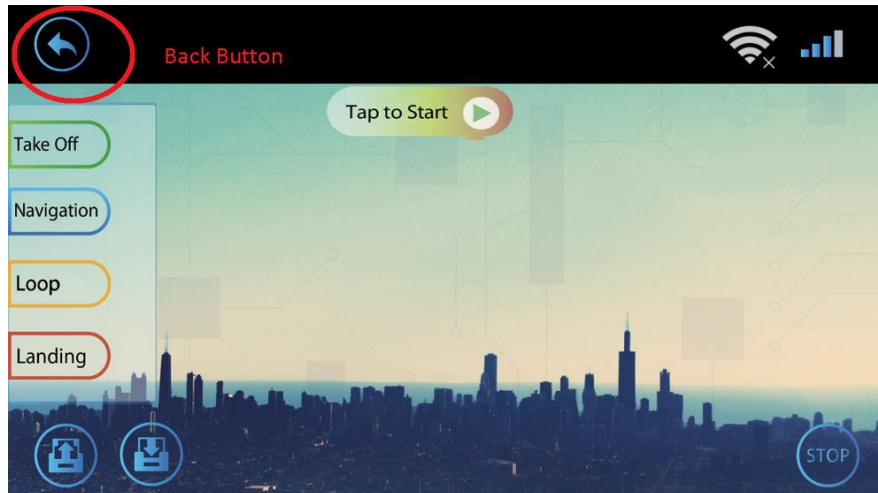 Back Button
Tap to Start
Take Off
Navigation
Loop
Landing
STOP